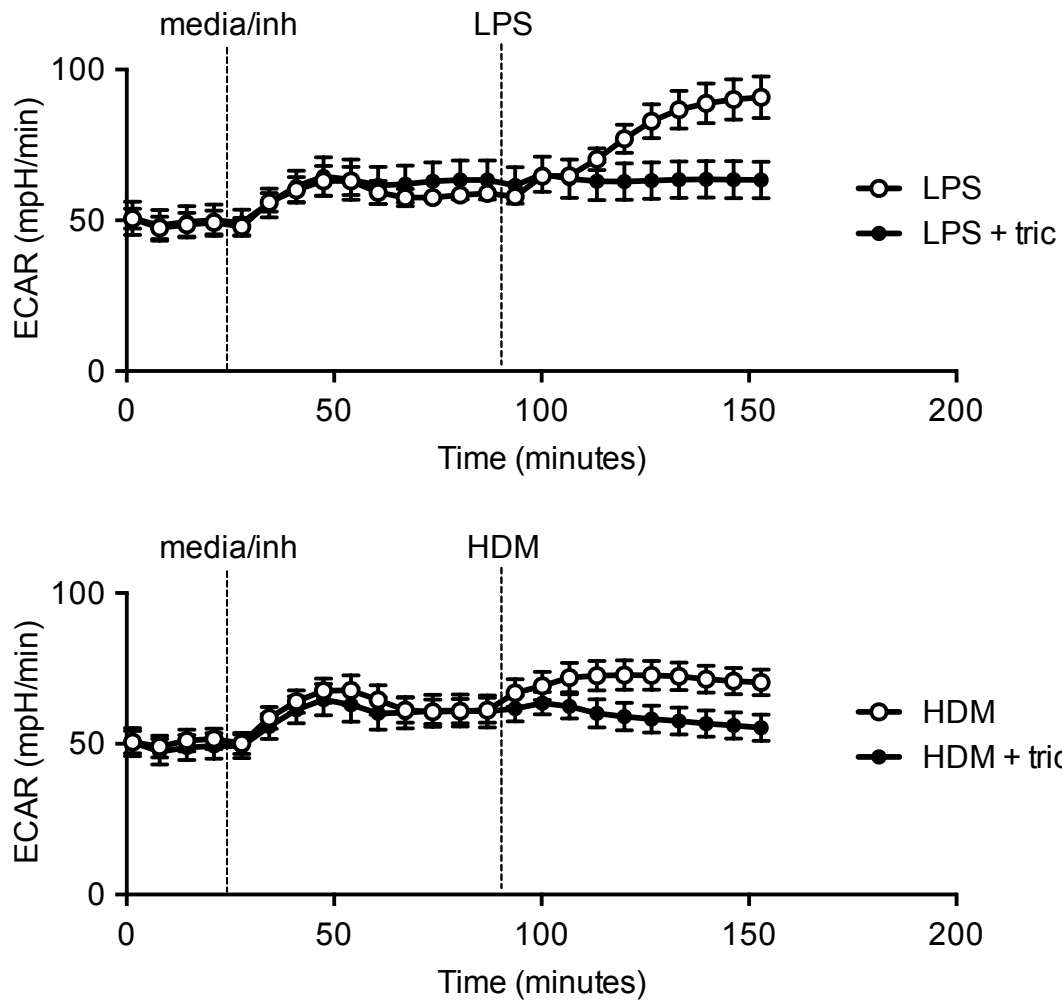 media/inh LPS
100
50
0
ECAR (mpH/min)
0 50 100 150 200
Time (minutes)
LPS
LPS + tric
media/inh HDM
100
50
0
ECAR (mpH/min)
0 50 100 150 200
Time (minutes)
HDM
HDM + tric